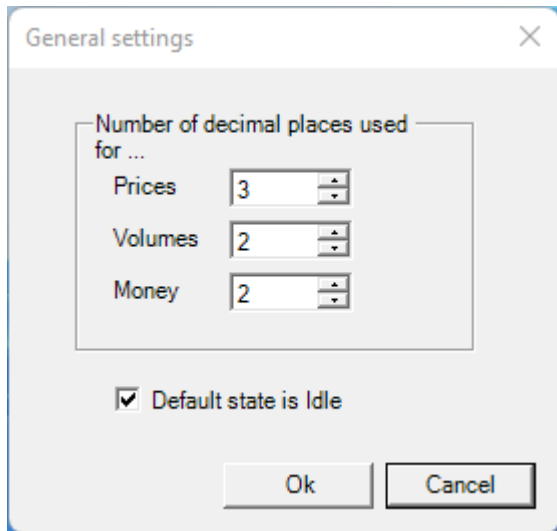 General settings
Number of decimal places used
for ...
Prices 3
Volumes 2
Money 2
Default state is Idle
Ok Cancel